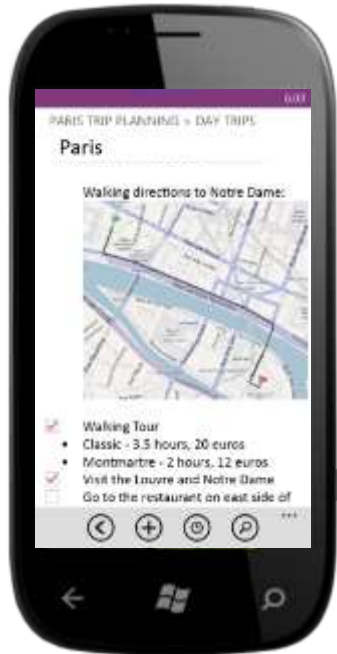 6:03
PARIS TRIP PLANNING » DAY TRIPS
Paris
Walking directions to Notre Dame:
Walking Tour
• Classic - 3.5 hours, 20 euros
• Montmartre - 2 hours, 12 euros
Visit the Louvre and Notre Dame
Go to the restaurant on east side of